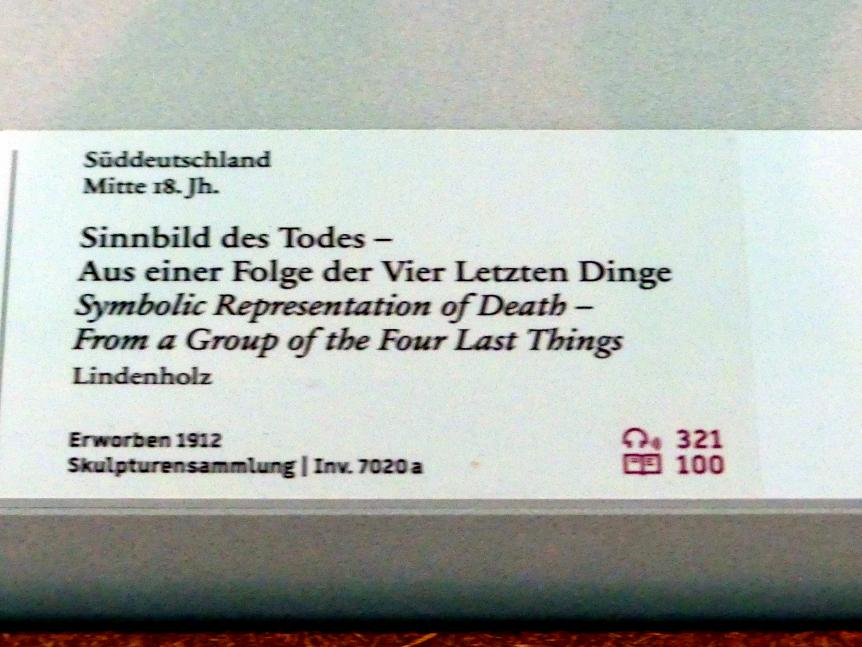 Süddeutschland
Mitte 18. Jh.
Sinnbild des Todes –
Aus einer Folge der Vier Letzten Dinge
Symbolic Representation of Death –
From a Group of the Four Last Things
Lindenholz
Erworben 1912
Skulpturensammlung | Inv. 7020 a
321
100